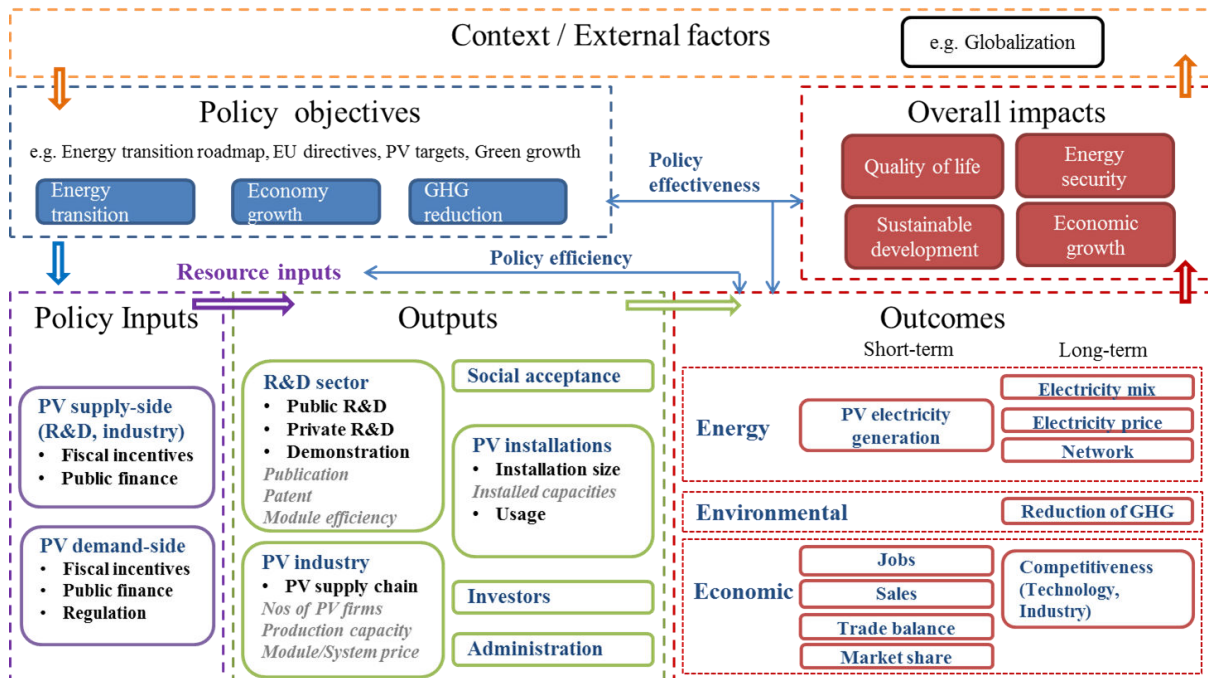 Context / External factors
e.g. Globalization
Policy objectives
e.g. Energy transition roadmap, EU directives, PV targets, Green growth
Energy
transition
Economy
growth
GHG
reduction
Policy
effectiveness
Overall impacts
Quality of life
Energy
security
Sustainable
development
Economic
growth
Resource inputs
Policy efficiency
Policy Inputs
PV supply-side
(R&D, industry)
• Fiscal incentives
• Public finance
PV demand-side
• Fiscal incentives
• Public finance
• Regulation
Outputs
R&D sector
• Public R&D
• Private R&D
• Demonstration
Publication
Patent
Module efficiency
PV industry
• PV supply chain
Nos of PV firms
Production capacity
Module/System price
Social acceptance
PV installations
• Installation size
Installed capacities
• Usage
Investors
Administration
Outcomes
Short-term
Long-term
Energy
PV electricity
generation
Electricity mix
Electricity price
Network
Environmental
Reduction of GHG
Economic
Jobs
Sales
Trade balance
Market share
Competitiveness
(Technology,
Industry)